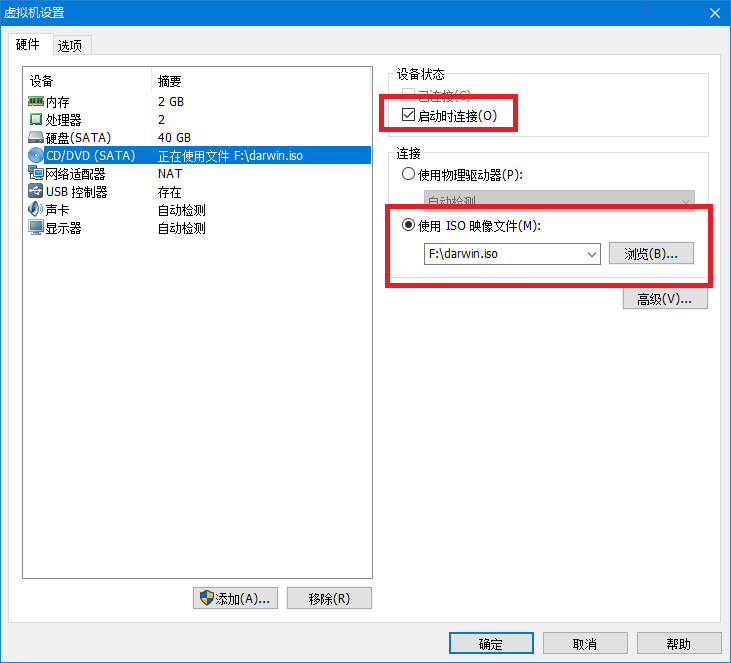 虚拟机设置
硬件 选项
设备 摘要
内存 2 GB
处理器 2
硬盘(SATA) 40 GB
CD/DVD (SATA) 正在使用文件 F:\darwin.iso
网络适配器 NAT
USB 控制器 存在
声卡 自动检测
显示器 自动检测
添加(A)... 移除(R)
设备状态
已连接(C)
启动时连接(O)
连接
使用物理驱动器(P):
自动检测
使用 ISO 映像文件(M):
F:\darwin.iso 浏览(B)...
高级(V)...
确定 取消 帮助